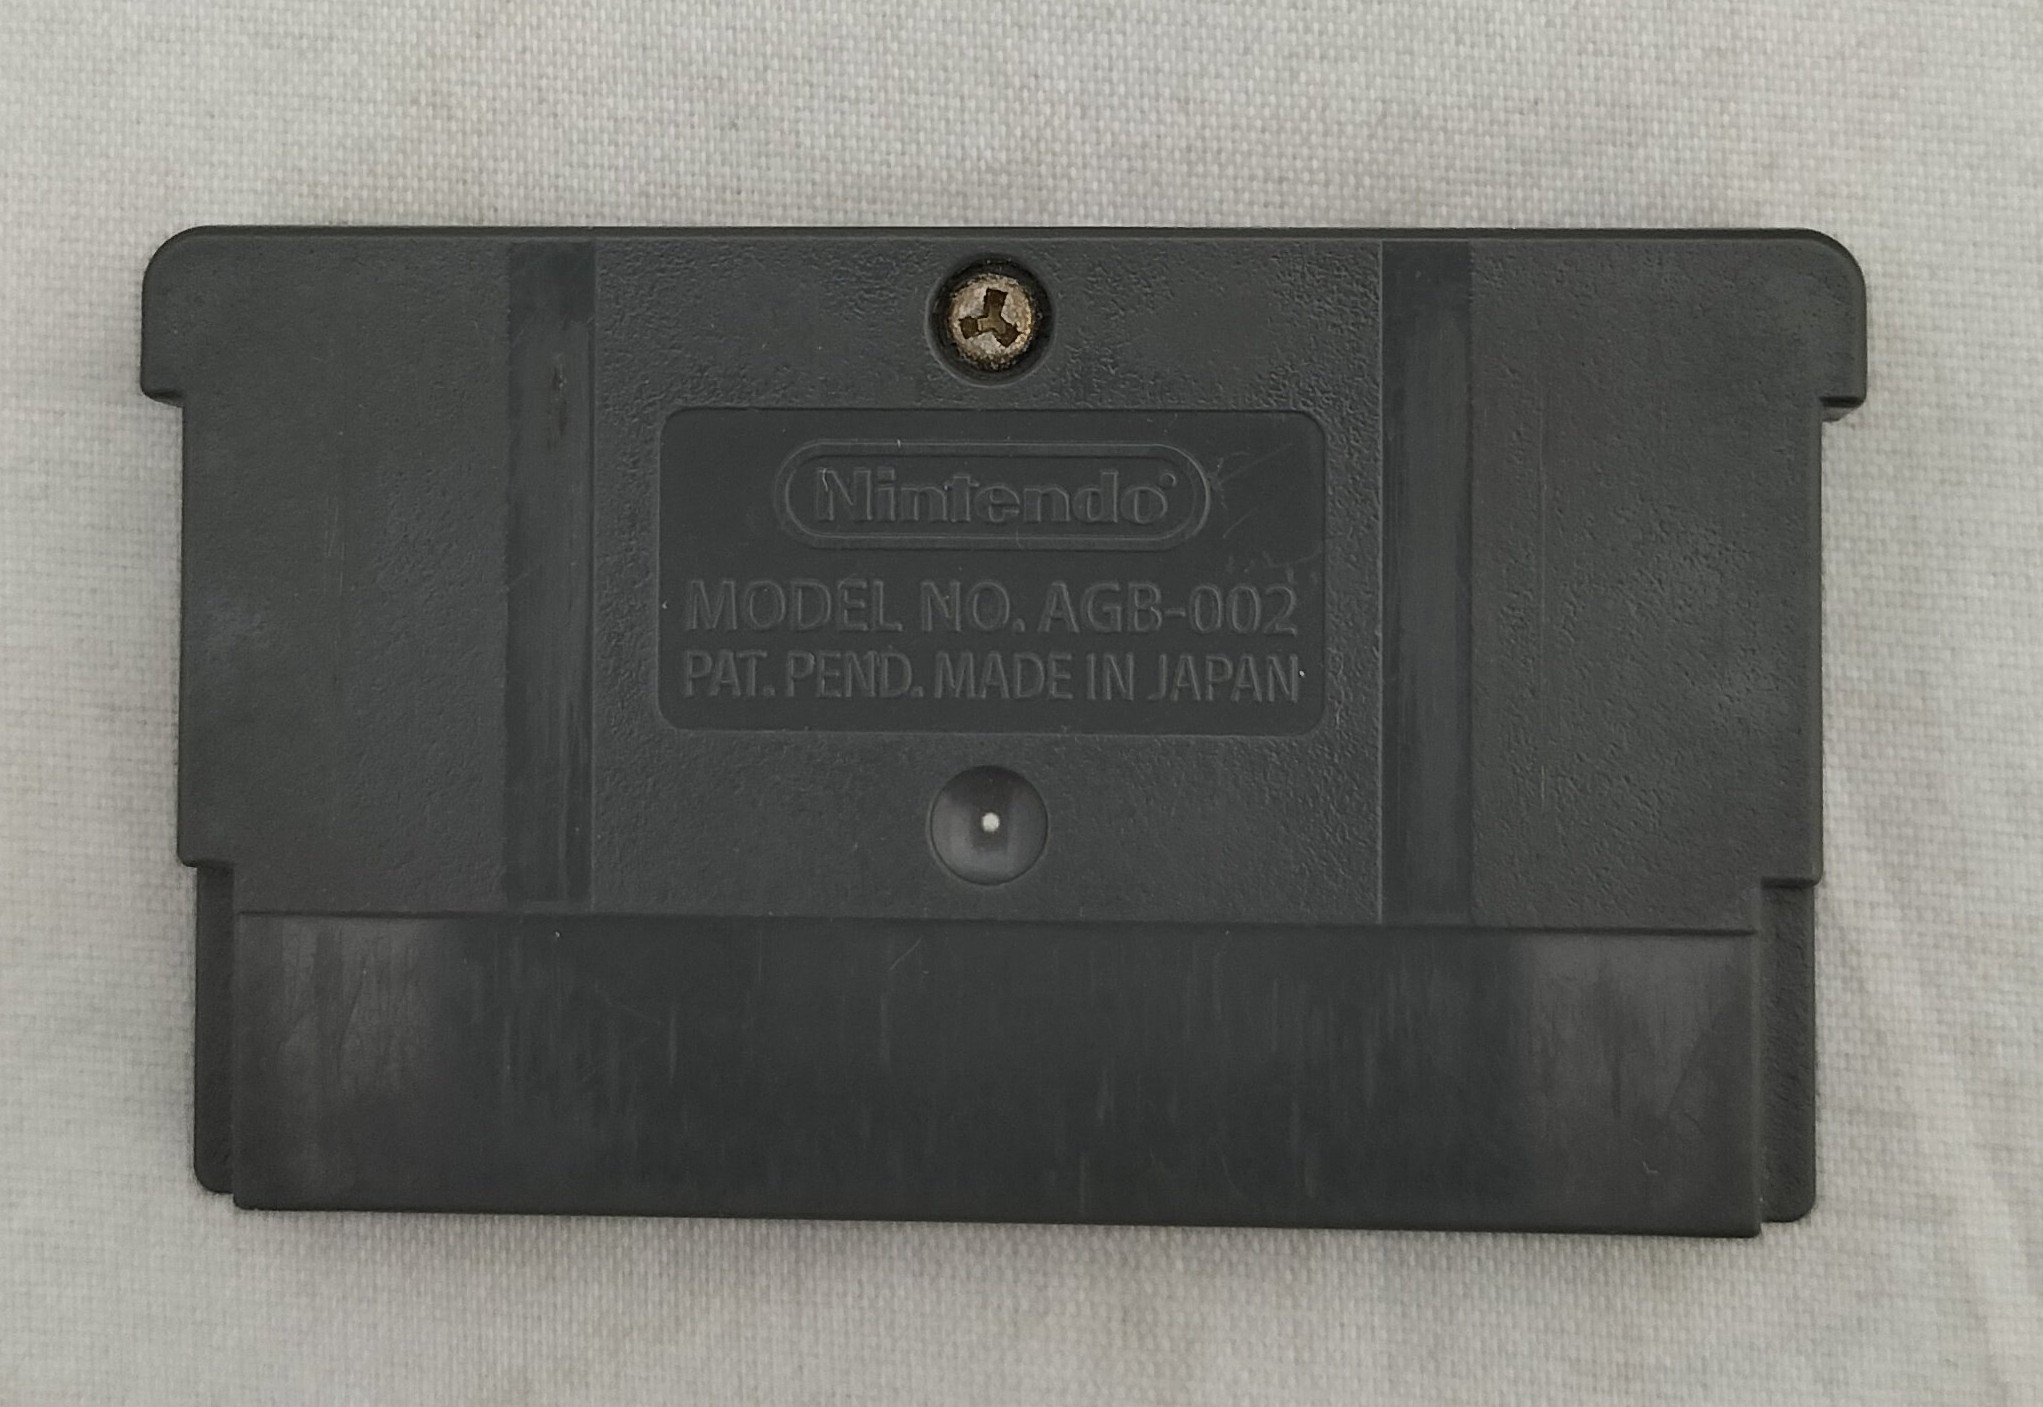 Nintendo
MODEL NO. AGB-002
PAT. PEND. MADE IN JAPAN